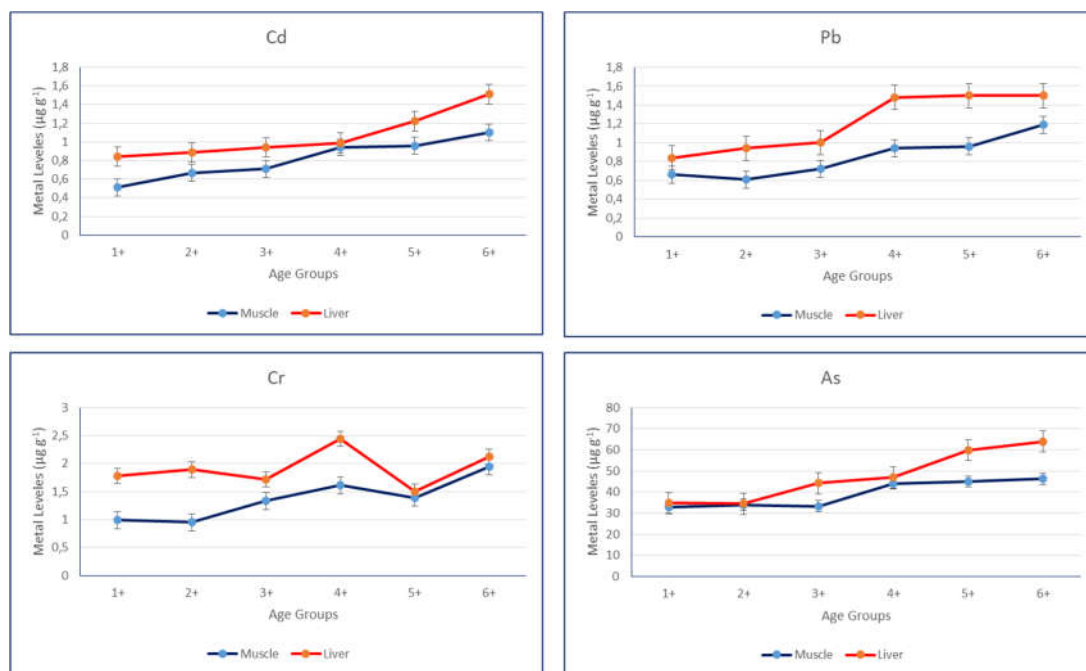 Cd
Metal Leveles (µg g-1)
1,8
1,6
1,4
1,2
1
0,8
0,6
0,4
0,2
0
1+ 2+ 3+ 4+ 5+ 6+
Age Groups
Muscle Liver
Pb
Metal Leveles (µg g-1)
1,8
1,6
1,4
1,2
1
0,8
0,6
0,4
0,2
0
1+ 2+ 3+ 4+ 5+ 6+
Age Groups
Muscle Liver
Cr
Metal Leveles (µg g-1)
3
2,5
2
1,5
1
0,5
0
1+ 2+ 3+ 4+ 5+ 6+
Age Groups
Muscle Liver
As
Metal Leveles (µg g-1)
80
70
60
50
40
30
20
10
0
1+ 2+ 3+ 4+ 5+ 6+
Age Groups
Muscle Liver